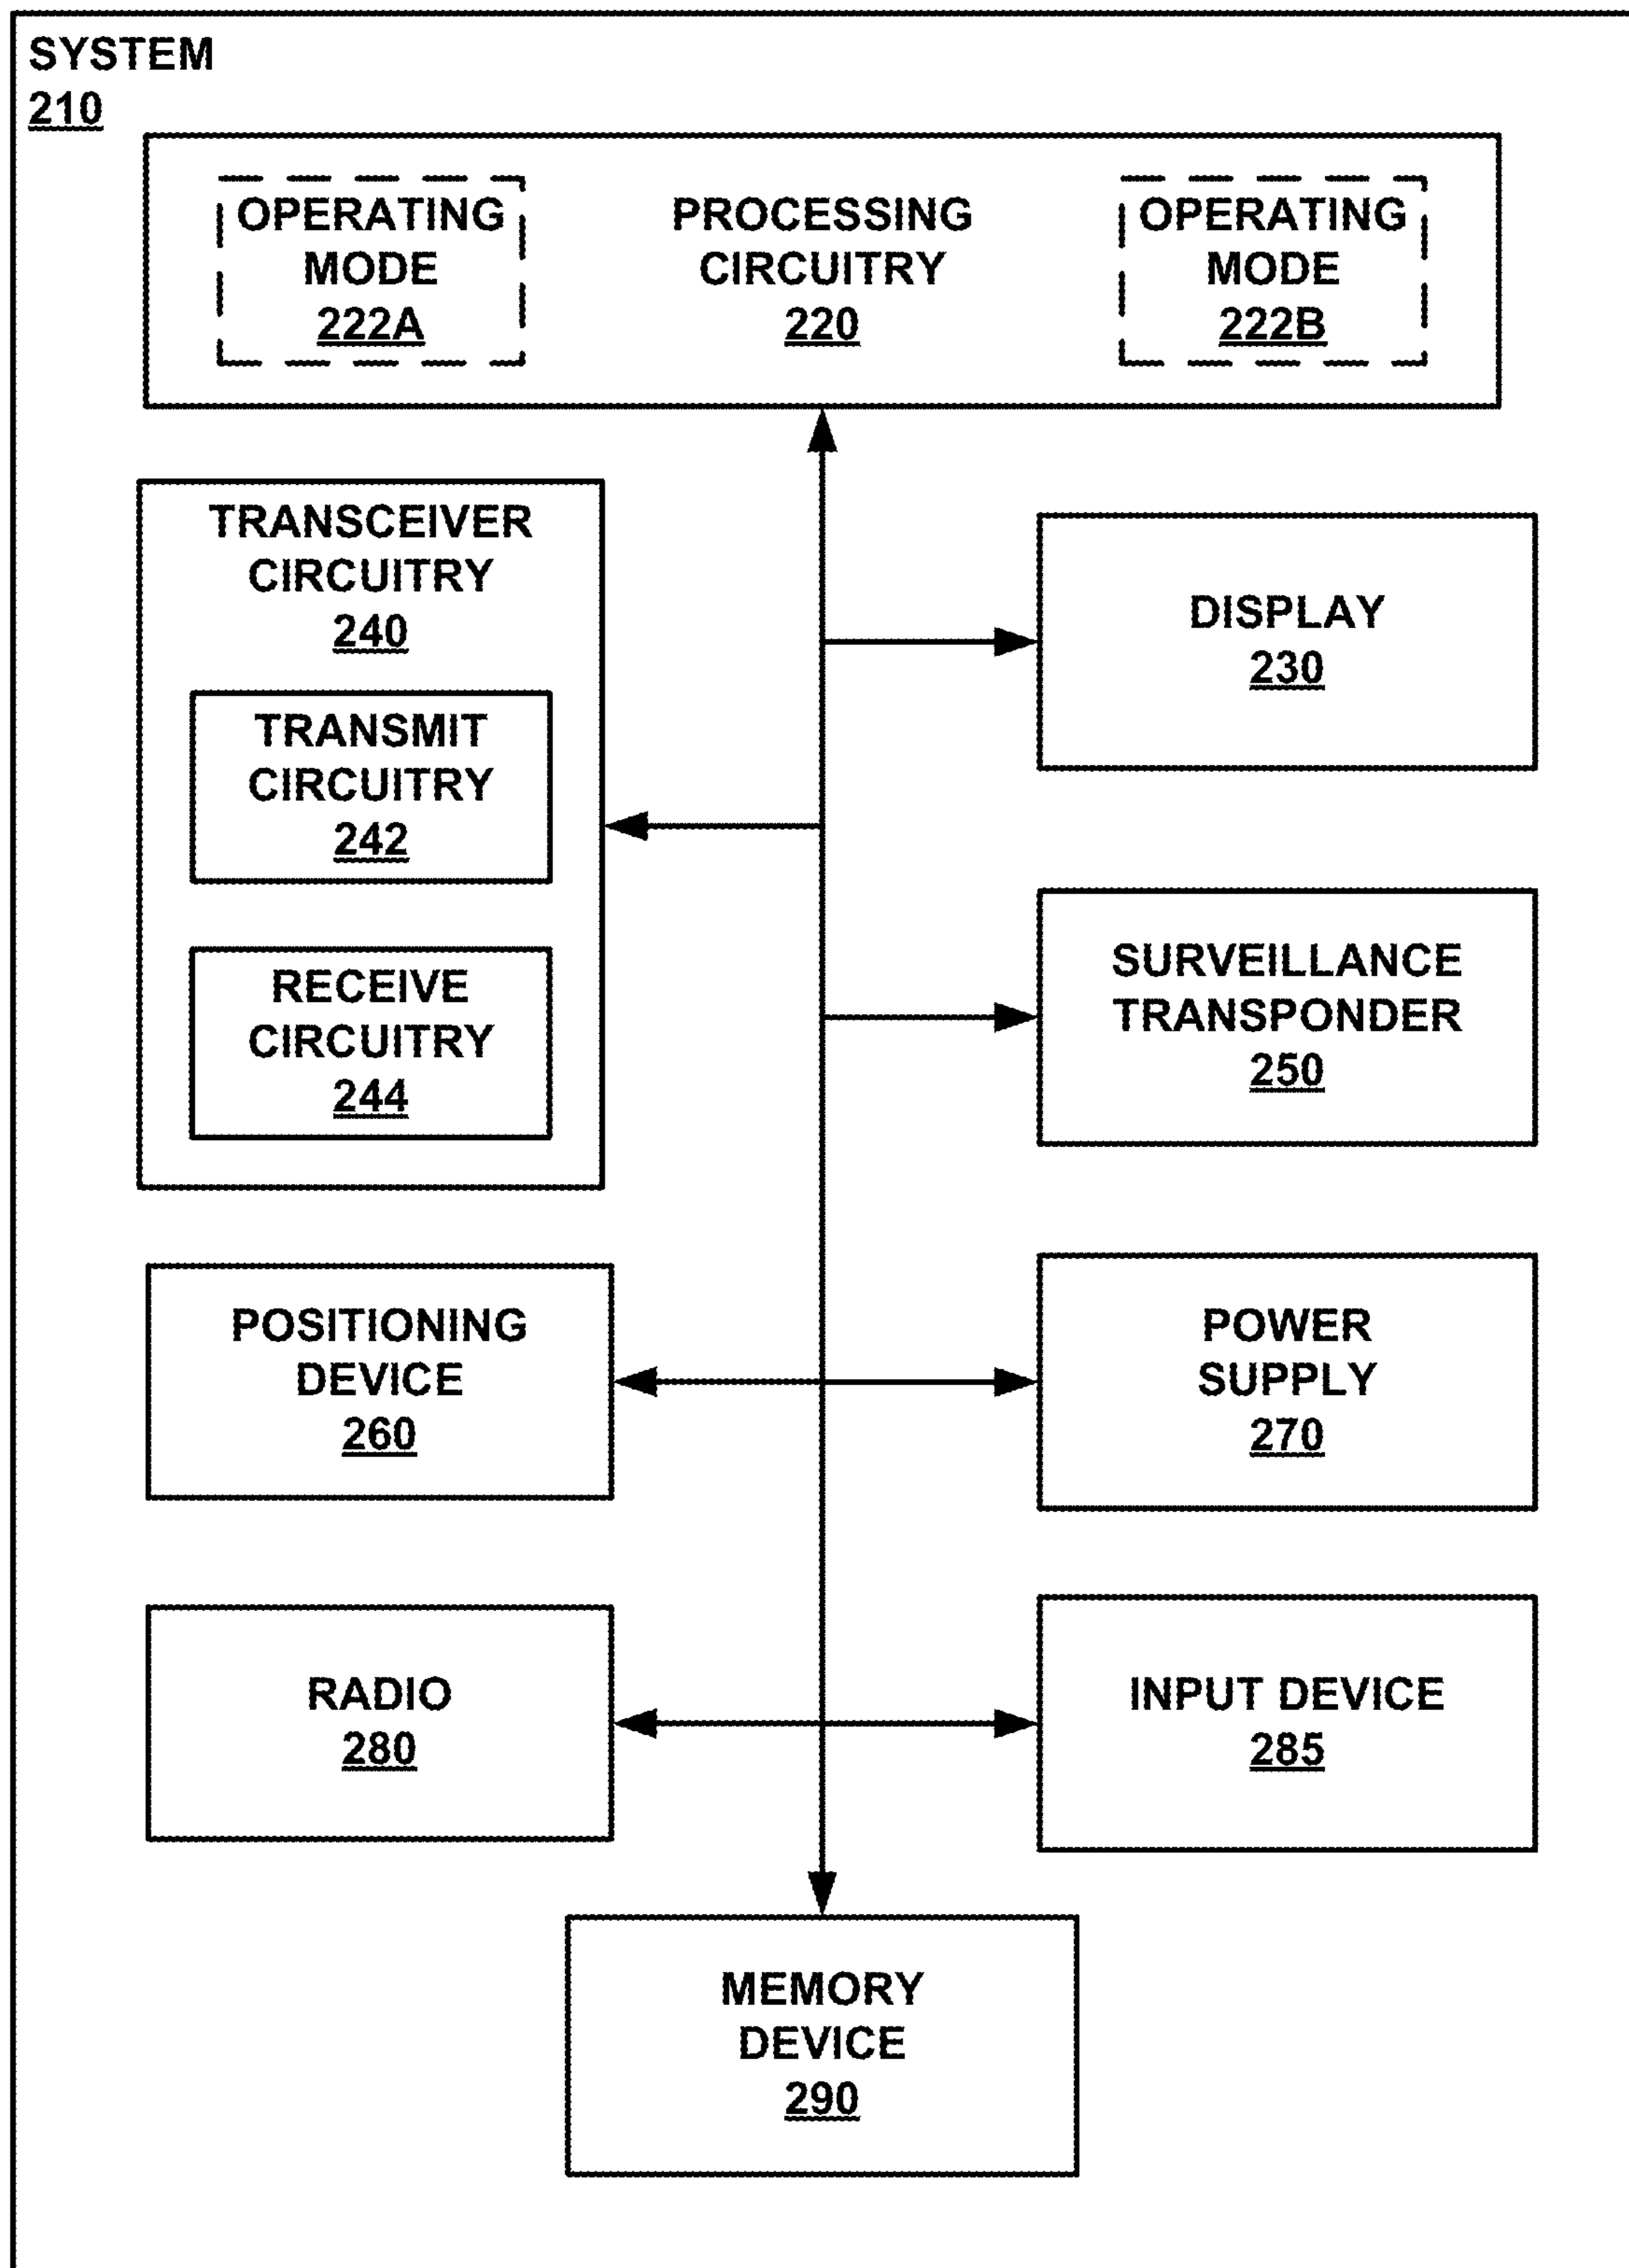 SYSTEM
210
OPERATING
MODE
222A
PROCESSING
CIRCUITRY
220
OPERATING
MODE
222B
TRANSCEIVER
CIRCUITRY
240
TRANSMIT
CIRCUITRY
242
RECEIVE
CIRCUITRY
244
DISPLAY
230
SURVEILLANCE
TRANSPONDER
250
POSITIONING
DEVICE
260
POWER
SUPPLY
270
RADIO
280
INPUT DEVICE
285
MEMORY
DEVICE
290